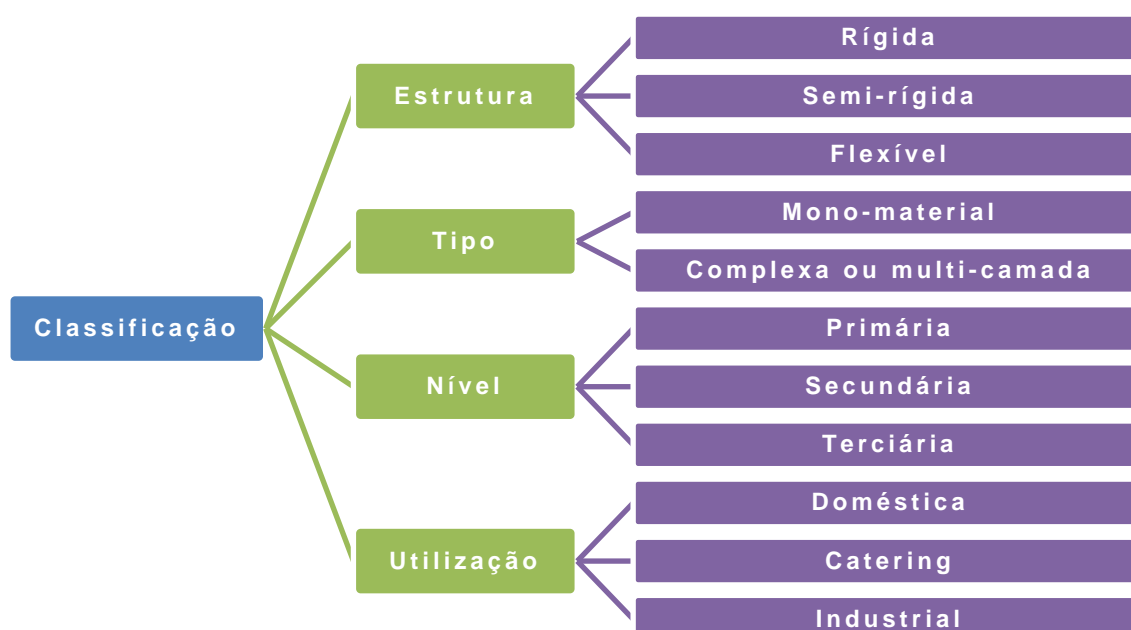 Classificação
Estrutura
Rígida
Semi-rígida
Flexível
Tipo
Mono-material
Complexa ou multi-camada
Nível
Primária
Secundária
Terciária
Utilização
Doméstica
Catering
Industrial